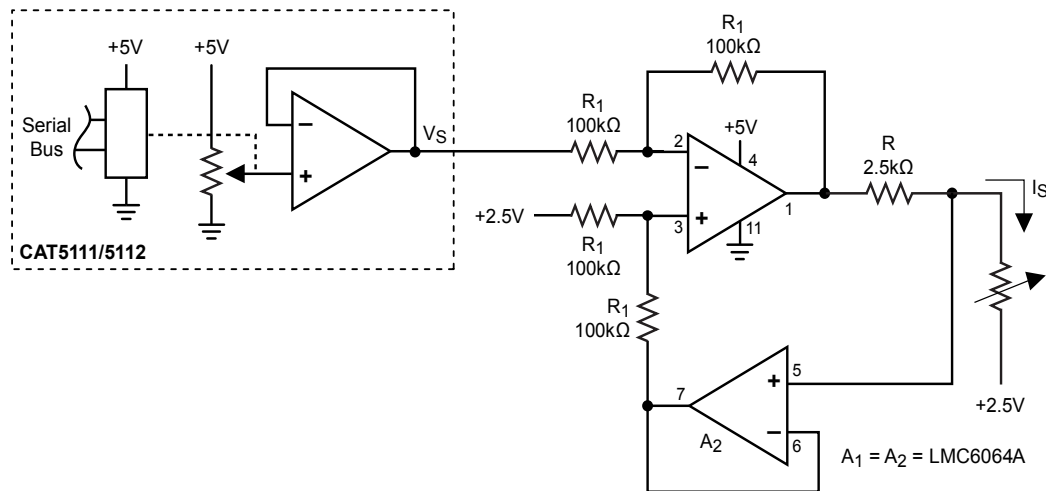 +5V
+5V
Serial
Bus
CAT5111/5112
−
+
VS
R1
100kΩ
R1
100kΩ
+2.5V
R1
100kΩ
R1
100kΩ
2
−
+5V
4
+
3
11
1
R
2.5kΩ
IS
+2.5V
5
+
7
−
6
A2
A1 = A2 = LMC6064A